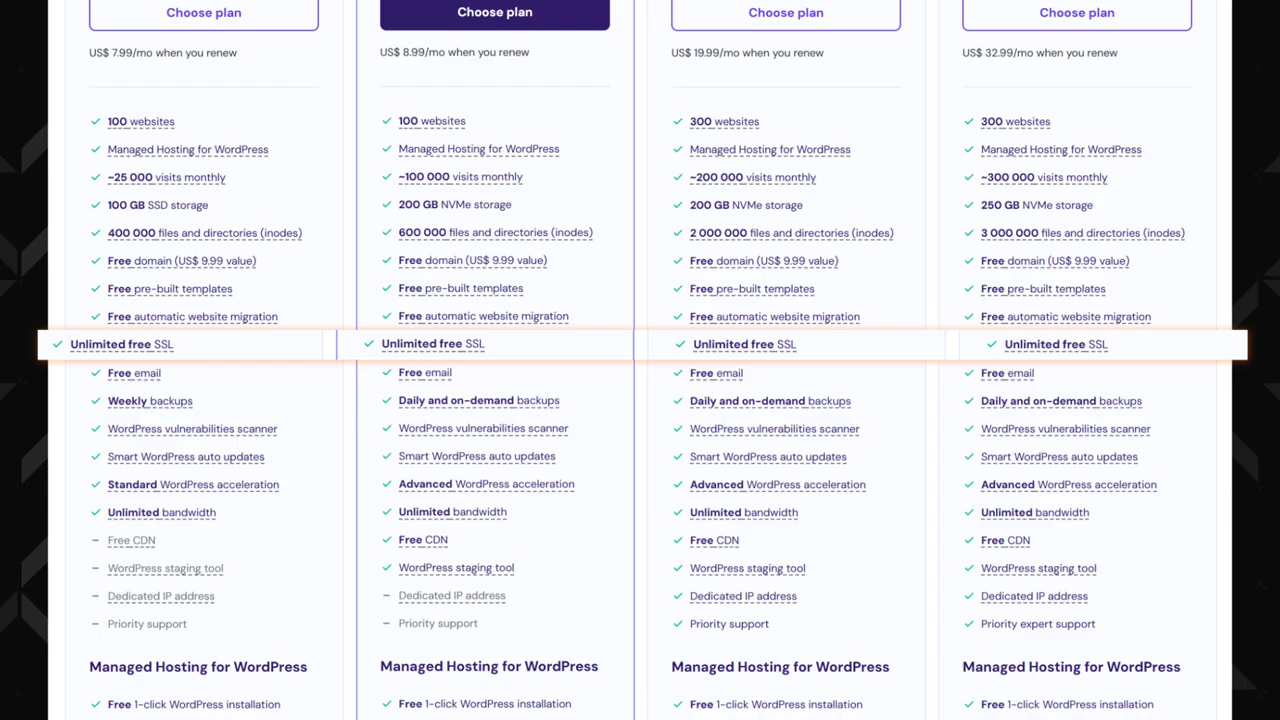 Choose plan
US$ 7.99/mo when you renew
100 websites
Managed Hosting for WordPress
~25 000 visits monthly
100 GB SSD storage
400 000 files and directories (inodes)
Free domain (US$ 9.99 value)
Free pre-built templates
Free automatic website migration
Unlimited free SSL
Free email
Weekly backups
WordPress vulnerabilities scanner
Smart WordPress auto updates
Standard WordPress acceleration
Unlimited bandwidth
Free CDN
WordPress staging tool
Dedicated IP address
Priority support
Managed Hosting for WordPress
Free 1-click WordPress installation
Choose plan
US$ 8.99/mo when you renew
100 websites
Managed Hosting for WordPress
~100 000 visits monthly
200 GB NVMe storage
600 000 files and directories (inodes)
Free domain (US$ 9.99 value)
Free pre-built templates
Free automatic website migration
Unlimited free SSL
Free email
Daily and on-demand backups
WordPress vulnerabilities scanner
Smart WordPress auto updates
Advanced WordPress acceleration
Unlimited bandwidth
Free CDN
WordPress staging tool
Dedicated IP address
Priority support
Managed Hosting for WordPress
Free 1-click WordPress installation
Choose plan
US$ 19.99/mo when you renew
300 websites
Managed Hosting for WordPress
~200 000 visits monthly
200 GB NVMe storage
2 000 000 files and directories (inodes)
Free domain (US$ 9.99 value)
Free pre-built templates
Free automatic website migration
Unlimited free SSL
Free email
Daily and on-demand backups
WordPress vulnerabilities scanner
Smart WordPress auto updates
Advanced WordPress acceleration
Unlimited bandwidth
Free CDN
WordPress staging tool
Dedicated IP address
Priority support
Managed Hosting for WordPress
Free 1-click WordPress installation
Choose plan
US$ 32.99/mo when you renew
300 websites
Managed Hosting for WordPress
~300 000 visits monthly
250 GB NVMe storage
3 000 000 files and directories (inodes)
Free domain (US$ 9.99 value)
Free pre-built templates
Free automatic website migration
Unlimited free SSL
Free email
Daily and on-demand backups
WordPress vulnerabilities scanner
Smart WordPress auto updates
Advanced WordPress acceleration
Unlimited bandwidth
Free CDN
WordPress staging tool
Dedicated IP address
Priority expert support
Managed Hosting for WordPress
Free 1-click WordPress installation